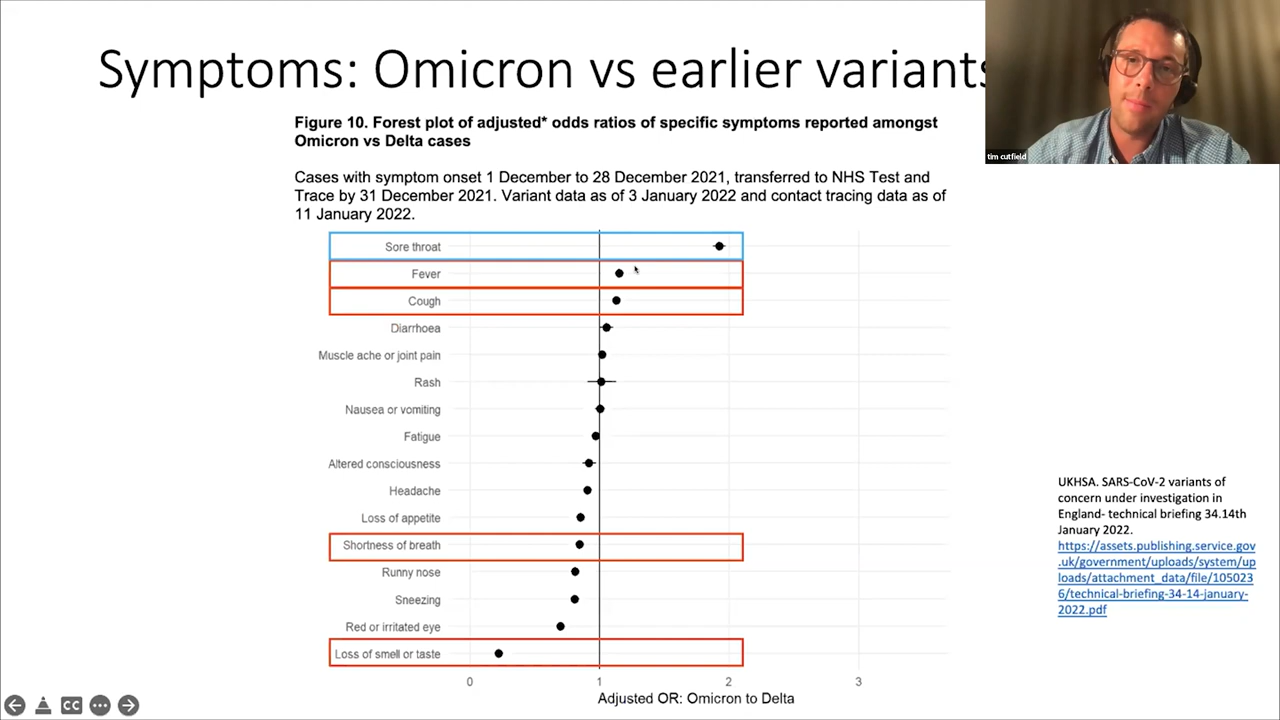 Symptoms: Omicron vs earlier variants
tim cutfield
Figure 10. Forest plot of adjusted* odds ratios of specific symptoms reported amongst
Omicron vs Delta cases
Cases with symptom onset 1 December to 28 December 2021, transferred to NHS Test and
Trace by 31 December 2021. Variant data as of 3 January 2022 and contact tracing data as of
11 January 2022.
Sore throat
Fever
Cough
Diarrhoea
Muscle ache or joint pain
Rash
Nausea or vomiting
Fatigue
Altered consciousness
Headache
Loss of appetite
Shortness of breath
Runny nose
Sneezing
Red or irritated eye
Loss of smell or taste
0 1 2 3
Adjusted OR: Omicron to Delta
UKHSA. SARS-CoV-2 variants of
concern under investigation in
England- technical briefing 34.14th
January 2022.
https://assets.publishing.service.gov
.uk/government/uploads/system/up
loads/attachment_data/file/105023
6/technical-briefing-34-14-january-
2022.pdf
CC